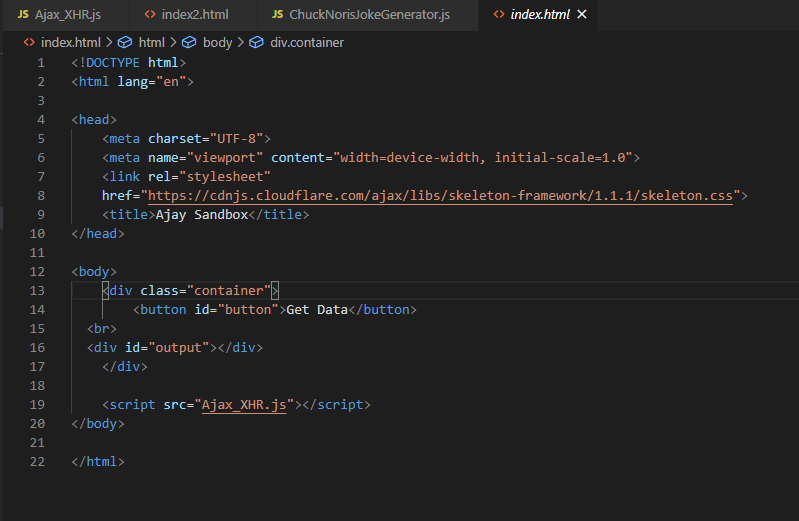 JS Ajax_XHR.js <> index2.html JS ChuckNorisJokeGenerator.js <> index.html ✕
<> index.html > html > body > div.container
1 <!DOCTYPE html>
2 <html lang="en">
3
4 <head>
5     <meta charset="UTF-8">
6     <meta name="viewport" content="width=device-width, initial-scale=1.0">
7     <link rel="stylesheet"
8     href="https://cdnjs.cloudflare.com/ajax/libs/skeleton-framework/1.1.1/skeleton.css">
9     <title>Ajay Sandbox</title>
10 </head>
11
12 <body>
13     <div class="container">
14         <button id="button">Get Data</button>
15   <br>
16   <div id="output"></div>
17     </div>
18
19     <script src="Ajax_XHR.js"></script>
20 </body>
21
22 </html>